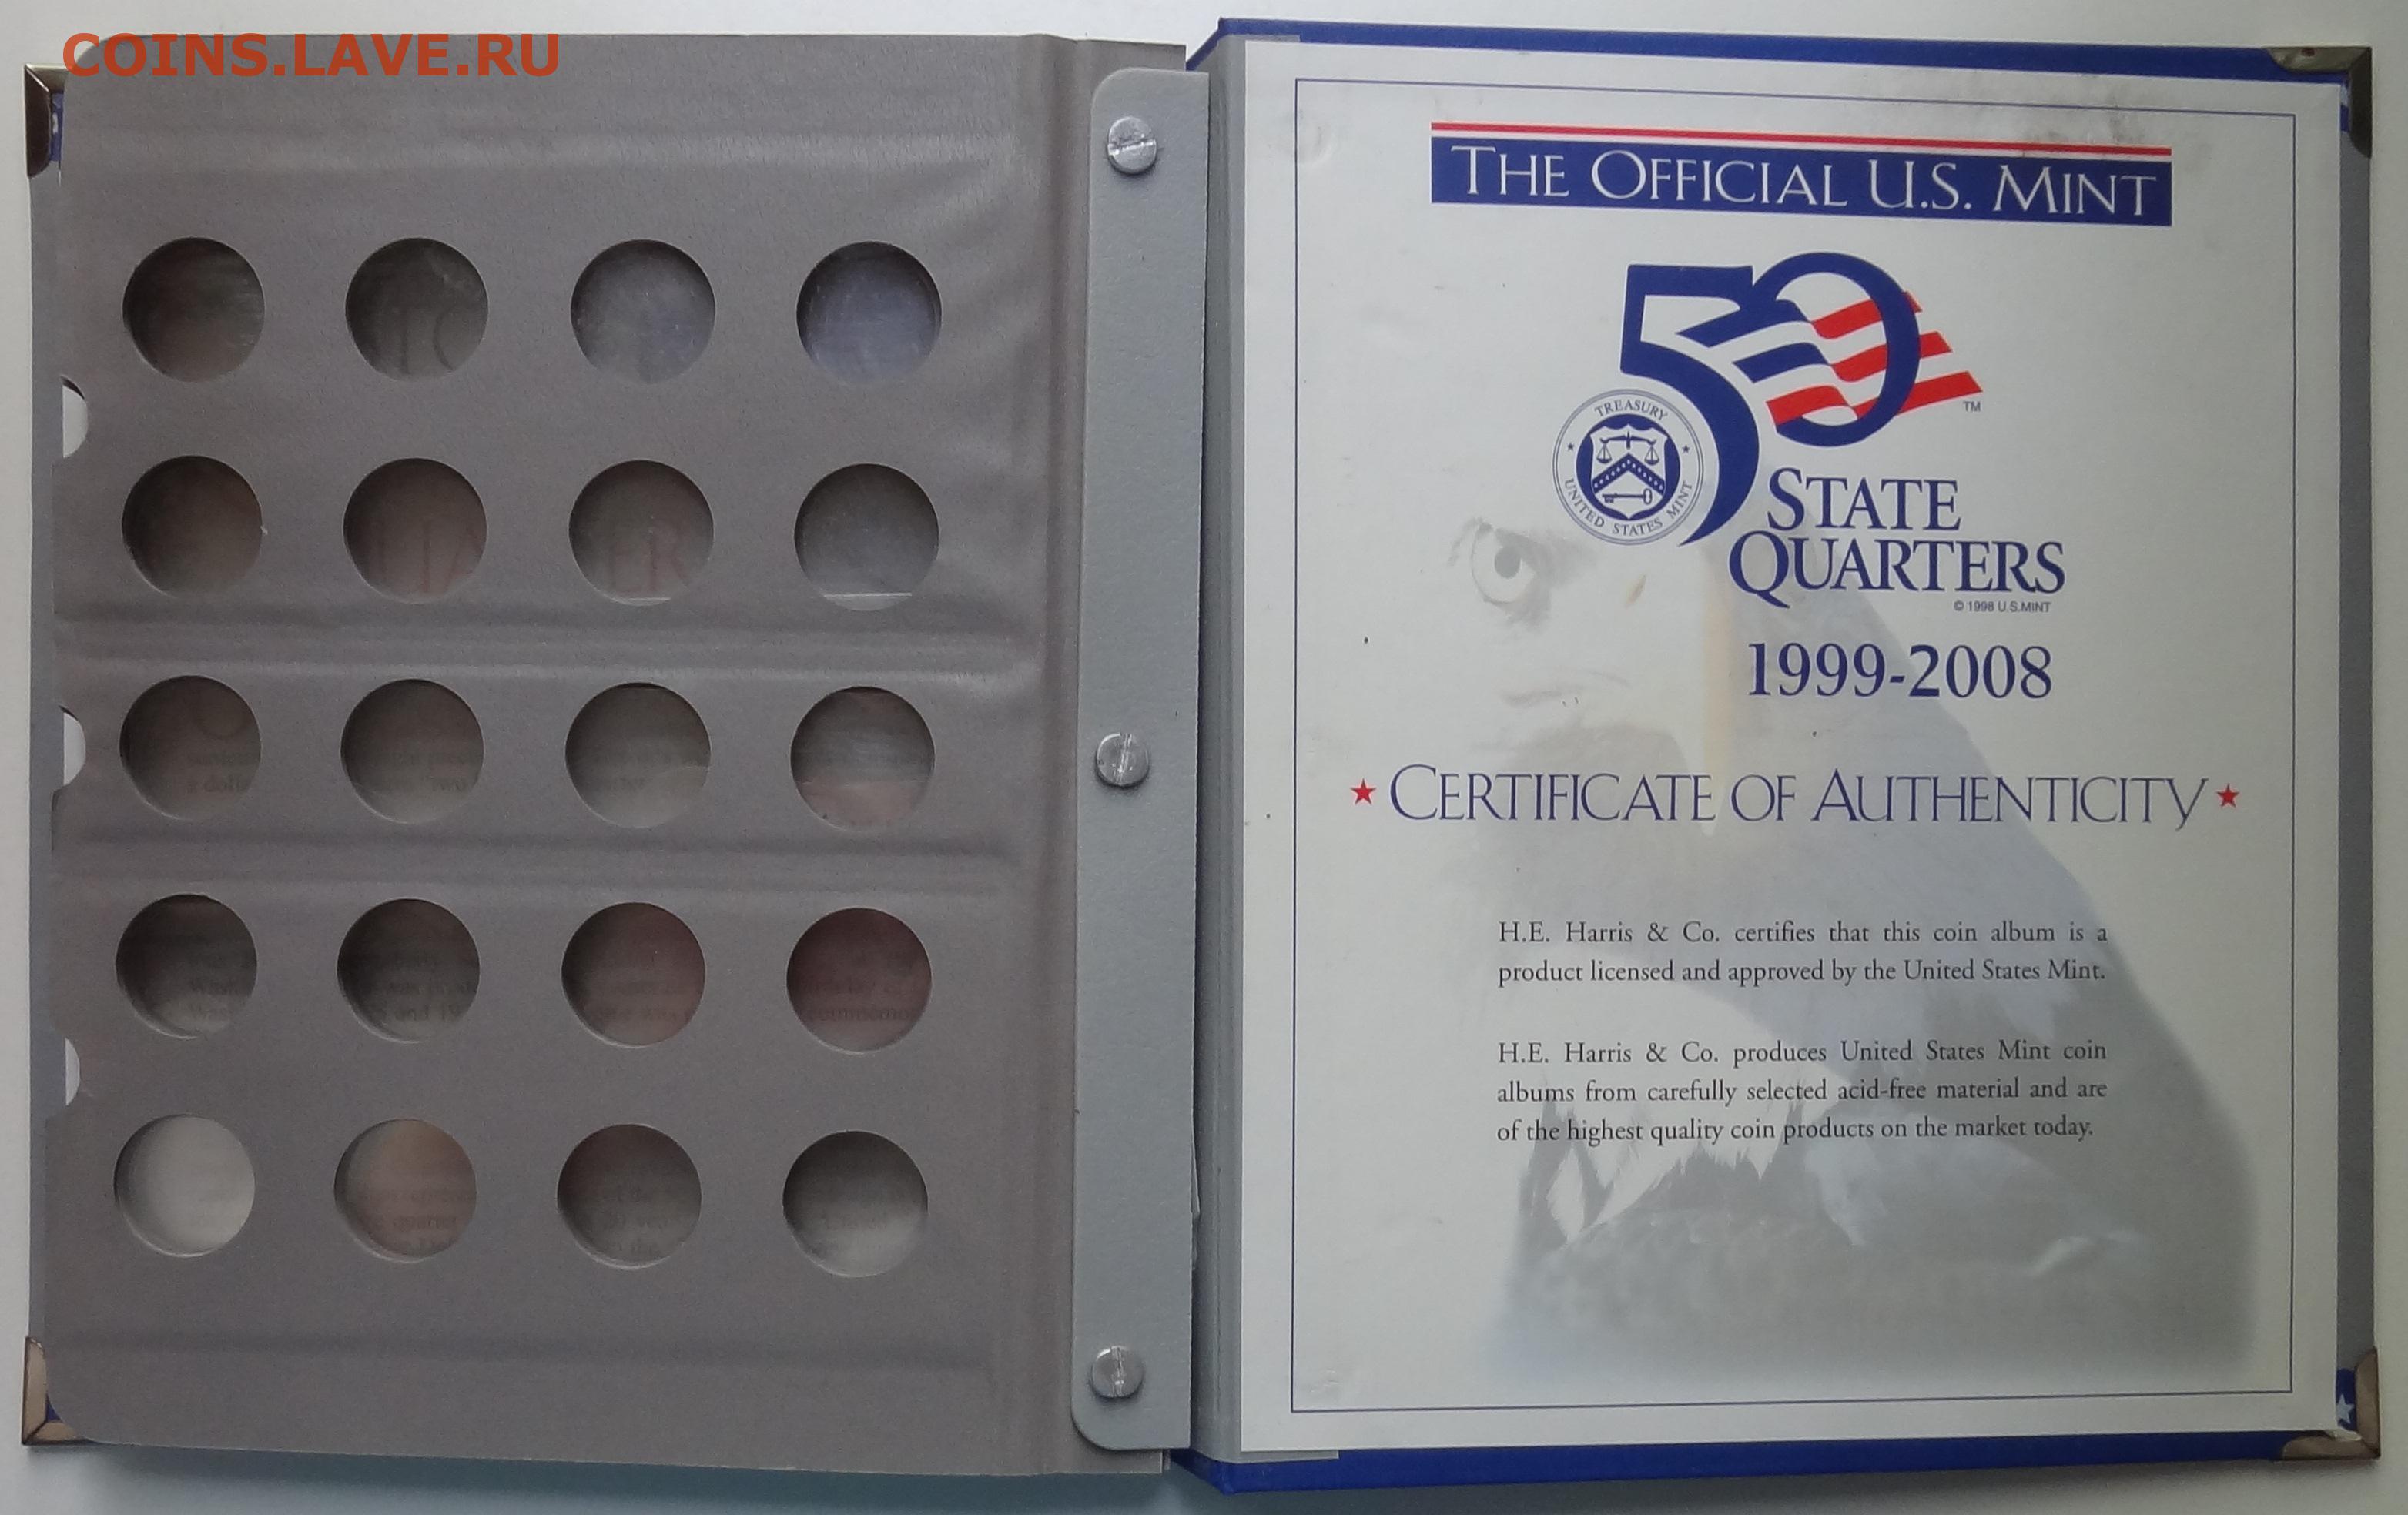 COINS.LAVE.RU
THE OFFICIAL U.S. MINT
50
TM
TREASURY
UNITED STATES MINT
STATE
QUARTERS
© 1998 U.S.MINT
1999-2008
★ CERTIFICATE OF AUTHENTICITY ★
H.E. Harris & Co. certifies that this coin album is a
product licensed and approved by the United States Mint.
H.E. Harris & Co. produces United States Mint coin
albums from carefully selected acid-free material and are
of the highest quality coin products on the market today.